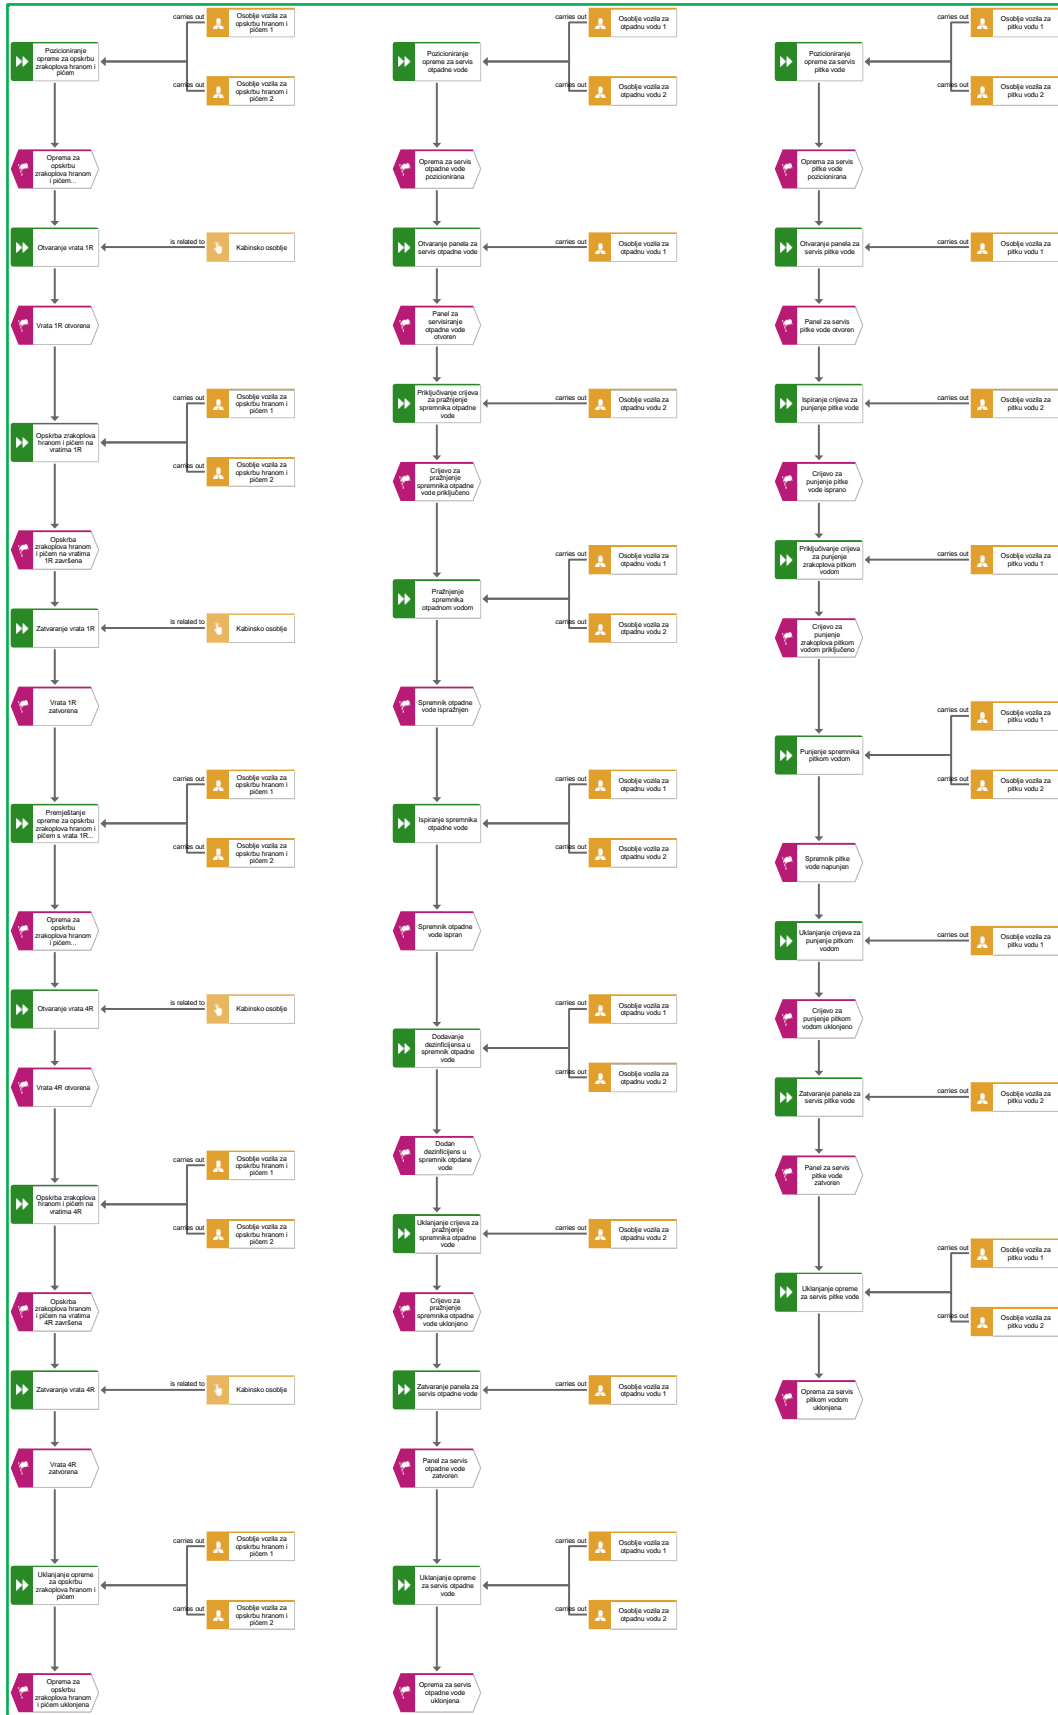 carries out
Osoblje vozila za
opskrbu hranom i
pićem 1
Pozicioniranje
opreme za opskrbu
zrakoplova hranom i
pićem
carries out
Osoblje vozila za
opskrbu hranom i
pićem 2
Oprema za
opskrbu
zrakoplova hranom
i pićem...
Otvaranje vrata 1R
is related to
Kabinsko osoblje
Vrata 1R otvorena
carries out
Osoblje vozila za
opskrbu hranom i
pićem 1
Opskrba zrakoplova
hranom i pićem na
vratima 1R
carries out
Osoblje vozila za
opskrbu hranom i
pićem 2
Opskrba
zrakoplova hranom
i pićem na vratima
1R završena
Zatvaranje vrata 1R
is related to
Kabinsko osoblje
Vrata 1R
zatvorena
carries out
Osoblje vozila za
opskrbu hranom i
pićem 1
Premještanje
opreme za opskrbu
zrakoplova hranom i
pićem s vrata 1R...
carries out
Osoblje vozila za
opskrbu hranom i
pićem 2
Oprema za
opskrbu
zrakoplova hranom
i pićem...
Otvaranje vrata 4R
is related to
Kabinsko osoblje
Vrata 4R otvorena
carries out
Osoblje vozila za
opskrbu hranom i
pićem 1
Opskrba zrakoplova
hranom i pićem na
vratima 4R
carries out
Osoblje vozila za
opskrbu hranom i
pićem 2
Opskrba
zrakoplova hranom
i pićem na vratima
4R završena
Zatvaranje vrata 4R
is related to
Kabinsko osoblje
Vrata 4R
zatvorena
carries out
Osoblje vozila za
opskrbu hranom i
pićem 1
Uklanjanje opreme
za opskrbu
zrakoplova hranom i
pićem
carries out
Osoblje vozila za
opskrbu hranom i
pićem 2
Oprema za
opskrbu
zrakoplova hranom
i pićem uklonjena
carries out
Osoblje vozila za
otpadnu vodu 1
Pozicioniranje
opreme za servis
otpadne vode
carries out
Osoblje vozila za
otpadnu vodu 2
Oprema za servis
otpadne vode
pozicionirana
Otvaranje panela za
servis otpadne vode
carries out
Osoblje vozila za
otpadnu vodu 1
Panel za
servisiranje
otpadne vode
otvoren
Priključivanje crijeva
za pražnjenje
spremnika otpadne
vode
carries out
Osoblje vozila za
otpadnu vodu 2
Crijevo za
pražnjenje
spremnika otpadne
vode priključeno
carries out
Osoblje vozila za
otpadnu vodu 1
Pražnjenje
spremnika
otpadnom vodom
carries out
Osoblje vozila za
otpadnu vodu 2
Spremnik otpadne
vode ispražnjen
carries out
Osoblje vozila za
otpadnu vodu 1
Ispiranje spremnika
otpadne vode
carries out
Osoblje vozila za
otpadnu vodu 2
Spremnik otpadne
vode ispran
carries out
Osoblje vozila za
otpadnu vodu 1
Dodavanje
dezinficijensa u
spremnik otpadne
vode
carries out
Osoblje vozila za
otpadnu vodu 2
Dodan
dezinficijens u
spremnik otpdane
vode
Uklanjanje crijeva za
pražnjenje
spremnika otpadne
vode
carries out
Osoblje vozila za
otpadnu vodu 2
Crijevo za
pražnjenje
spremnika otpadne
vode uklonjeno
Zatvaranje panela za
servis otpadne vode
carries out
Osoblje vozila za
otpadnu vodu 1
Panel za servis
otpadne vode
zatvoren
carries out
Osoblje vozila za
otpadnu vodu 1
Uklanjanje opreme
za servis otpadne
vode
carries out
Osoblje vozila za
otpadnu vodu 2
Oprema za servis
otpadne vode
uklonjena
carries out
Osoblje vozila za
pitku vodu 1
Pozicioniranje
opreme za servis
pitke vode
carries out
Osoblje vozila za
pitku vodu 2
Oprema za servis
pitke vode
pozicionirana
Otvaranje panela za
servis pitke vode
carries out
Osoblje vozila za
pitku vodu 1
Panel za servis
pitke vode otvoren
Ispiranje crijeva za
punjenje pitke vode
carries out
Osoblje vozila za
pitku vodu 2
Crijevo za
punjenje pitke
vode isprano
Priključivanje crijeva
za punjenje
zrakoplova pitkom
vodom
carries out
Osoblje vozila za
pitku vodu 1
Crijevo za
punjenje
zrakoplova pitkom
vodom priključeno
carries out
Osoblje vozila za
pitku vodu 1
Punjenje spremnika
pitkom vodom
carries out
Osoblje vozila za
pitku vodu 2
Spremnik pitke
vode napunjen
Uklanjanje crijeva za
punjenje pitkom
vodom
carries out
Osoblje vozila za
pitku vodu 1
Crijevo za
punjenje pitkom
vodom uklonjeno
Zatvaranje panela za
servis pitke vode
carries out
Osoblje vozila za
pitku vodu 2
Panel za servis
pitke vode
zatvoren
carries out
Osoblje vozila za
pitku vodu 1
Uklanjanje opreme
za servis pitke vode
carries out
Osoblje vozila za
pitku vodu 2
Oprema za servis
pitkom vodom
uklonjena